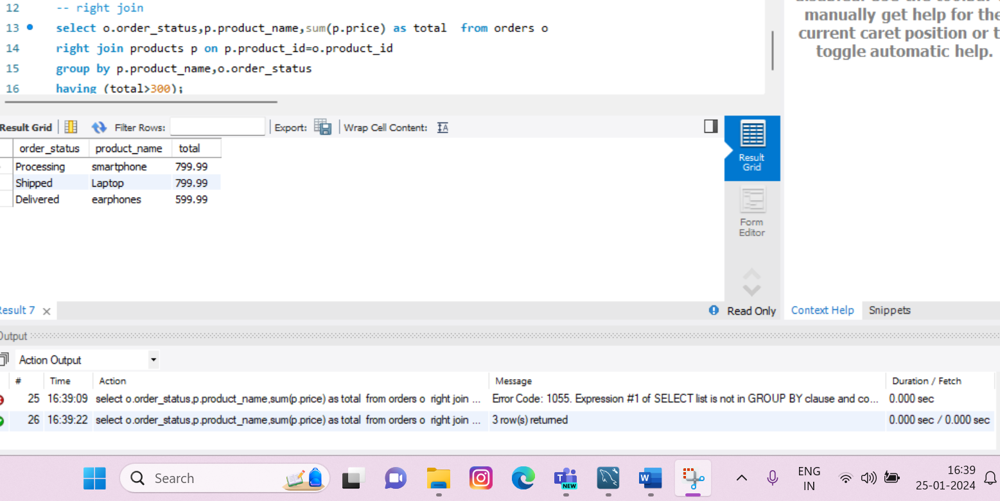 12 -- right join
13 select o.order_status,p.product_name,sum(p.price) as total  from orders o
14 right join products p on p.product_id=o.product_id
15 group by p.product_name,o.order_status
16 having (total>300);
manually get help for the
current caret position or t
toggle automatic help.
Result Grid Filter Rows: Export: Wrap Cell Content: IA
order_status product_name total
Processing smartphone 799.99
Shipped Laptop 799.99
Delivered earphones 599.99
Result
Grid
Form
Editor
Result 7 × Read Only Context Help Snippets
Output
Action Output
# Time Action Message Duration / Fetch
25 16:39:09 select o.order_status,p.product_name,sum(p.price) as total  from orders o  right join ... Error Code: 1055. Expression #1 of SELECT list is not in GROUP BY clause and co... 0.000 sec
26 16:39:22 select o.order_status,p.product_name,sum(p.price) as total  from orders o  right join ... 3 row(s) returned 0.000 sec / 0.000 sec
Search
T
NEW
W
ENG
IN
16:39
25-01-2024